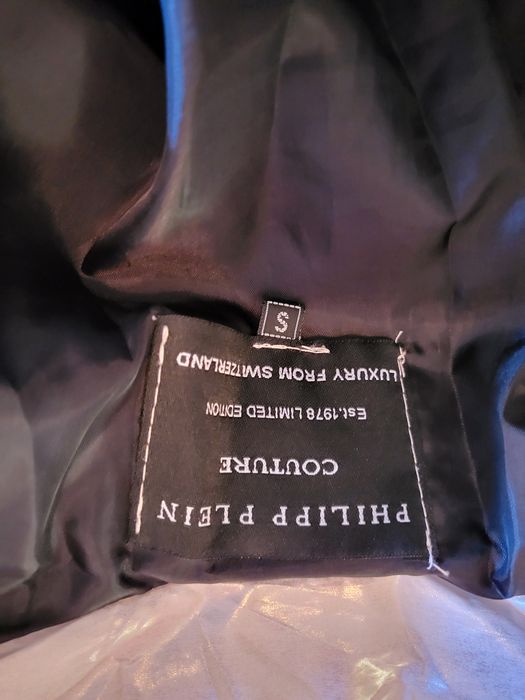 PHILIPP PLEIN
COUTURE
Est.1978 LIMITED EDITION
LUXURY FROM SWITZERLAND
S